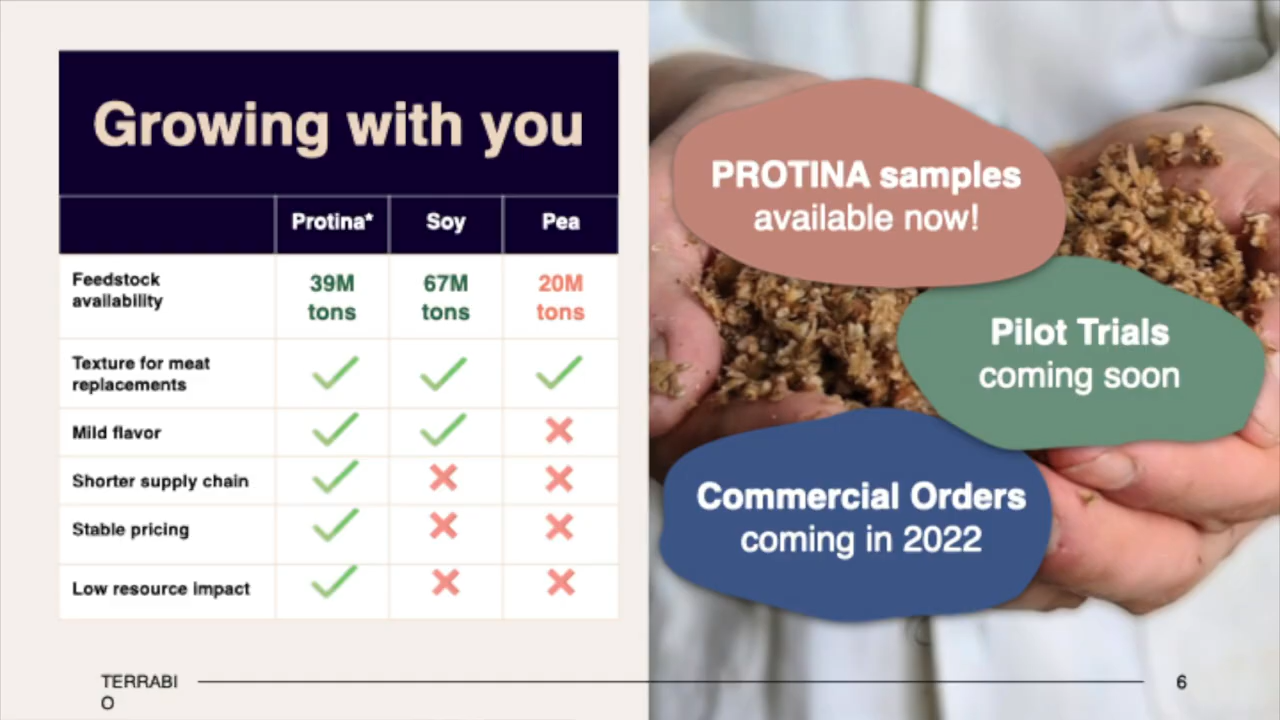 Growing with you
Protina* Soy Pea
Feedstock
availability
39M
tons
67M
tons
20M
tons
Texture for meat
replacements
Mild flavor
Shorter supply chain
Stable pricing
Low resource impact
PROTINA samples
available now!
Pilot Trials
coming soon
Commercial Orders
coming in 2022
TERRABI
O
6